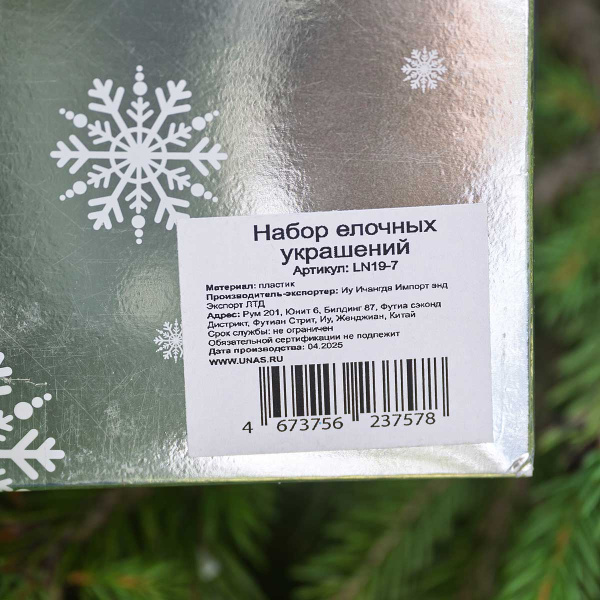 Набор елочных
украшений
Артикул: LN19-7
Материал: пластик
Производитель-экспортер: Иу Ичангда Импорт энд
Экспорт ЛТД
Адрес: Рум 201, Юнит 6, Билдинг 87, Футиа сэконд
Дистрикт, Футиан Стрит, Иу, Женджиан, Китай
Срок службы: не ограничен
Обязательной сертификации не подлежит
Дата производства: 04.2025
WWW.UNAS.RU
4 673756 237578